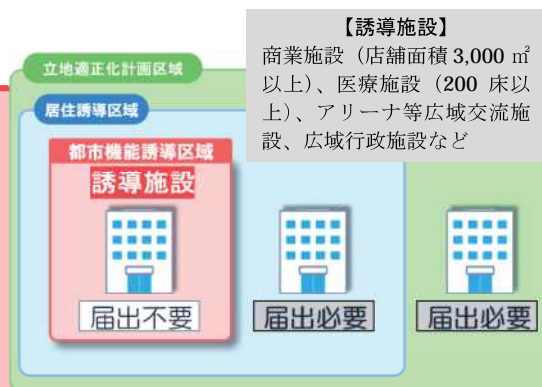 【誘導施設】
商業施設（店舗面積 3,000 ㎡
以上）、医療施設（200 床以
上）、アリーナ等広域交流施
設、広域行政施設など
立地適正化計画区域
居住誘導区域
都市機能誘導区域
誘導施設
届出不要
届出必要
届出必要